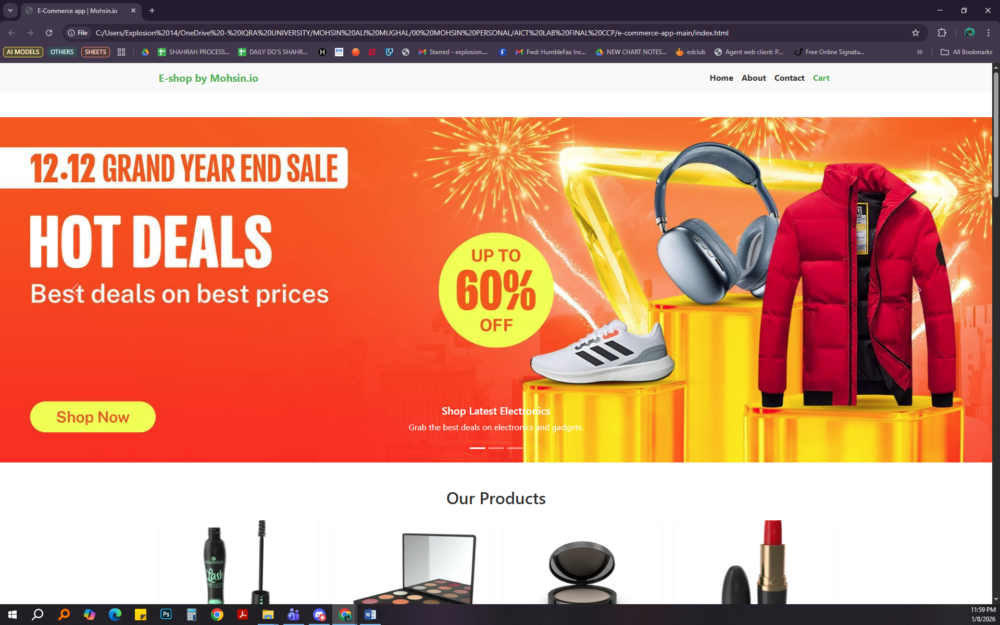 E-Commerce app | Mohsin.io
File
C:/Users/Explosion%2014/OneDrive%20-%20IQRA%20UNIVERSITY/MOHSIN%20ALI%20MUGHAL/00%20MOHSIN%20PERSONAL/AICT%20LAB%20FINAL%20CCP/e-commerce-app-main/index.html
AI MODELS OTHERS SHEETS SHAHRAH PROCESS... DAILY DO'S SHAHR... H SR FAX E F Starred - explosion.... Fwd: HumbleFax Inc... NEW CHART NOTES... edclub Agent web client: P... Free Online Signatu... All Bookmarks
E-shop by Mohsin.io
Home About Contact Cart
12.12 GRAND YEAR END SALE
HOT DEALS
Best deals on best prices
UP TO
60%
OFF
Shop Now
Shop Latest Electronics
Grab the best deals on electronics and gadgets.
Our Products
essence
Lash
PRINCESS
Ps
T
W
11:59 PM
1/8/2026